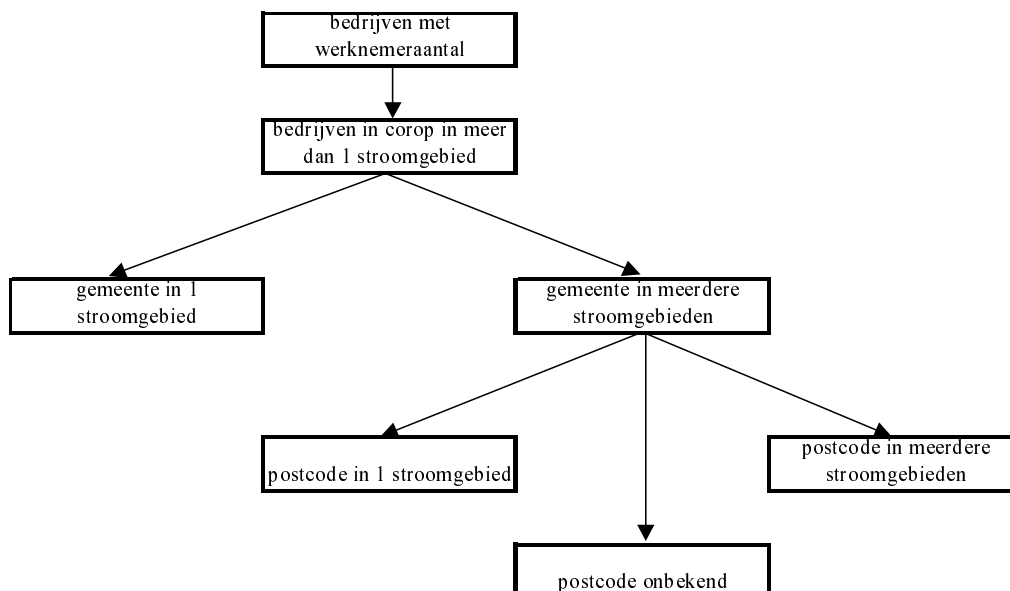 bedrijven met
werknemeraantal
bedrijven in corop in meer
dan 1 stroomgebied
gemeente in 1
stroomgebied
gemeente in meerdere
stroomgebieden
postcode in 1 stroomgebied
postcode in meerdere
stroomgebieden
postcode onbekend